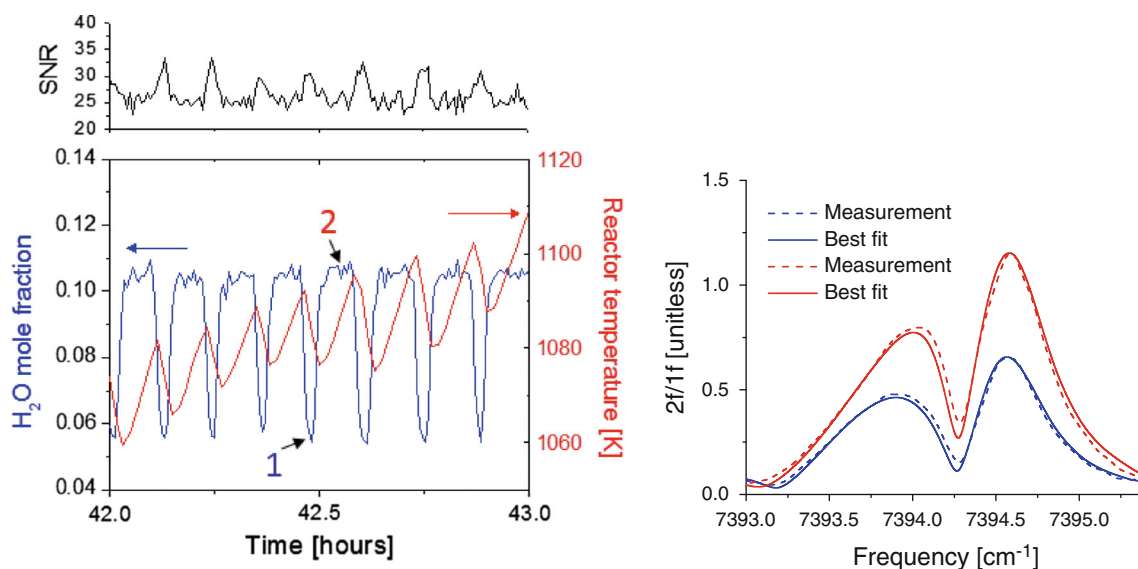 SNR
40
35
30
25
20
H₂O mole fraction
0.14
0.12
0.10
0.08
0.06
0.04
2
1
1120
1100
1080
1060
Reactor temperature [K]
42.0
42.5
43.0
Time [hours]
2f/1f [unitless]
1.5
1.0
0.5
0.0
Measurement
Best fit
Measurement
Best fit
7393.0
7393.5
7394.0
7394.5
7395.0
Frequency [cm⁻¹]